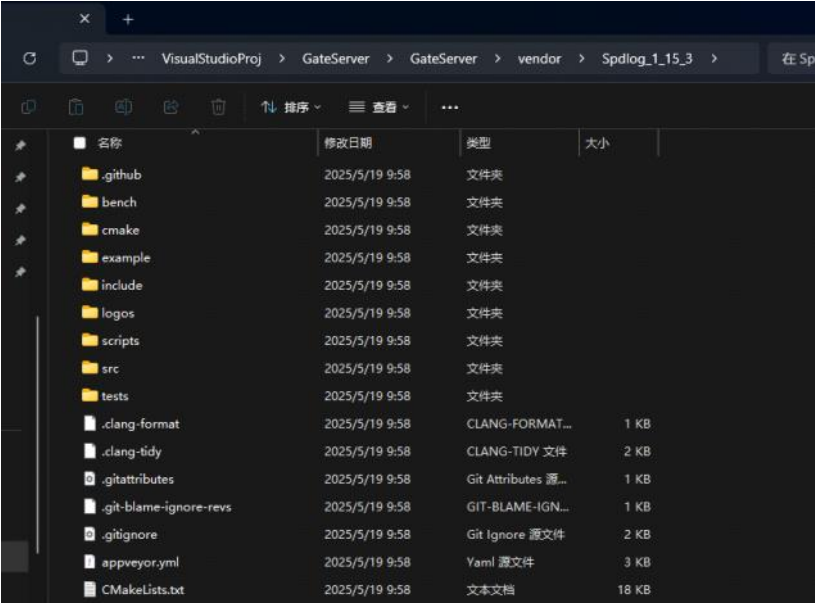 VisualStudioProj > GateServer > GateServer > vendor > Spdlog_1_15_3 > 在 Sp
排序 查看
名称 修改日期 类型 大小
.github 2025/5/19 9:58 文件夹
bench 2025/5/19 9:58 文件夹
cmake 2025/5/19 9:58 文件夹
example 2025/5/19 9:58 文件夹
include 2025/5/19 9:58 文件夹
logos 2025/5/19 9:58 文件夹
scripts 2025/5/19 9:58 文件夹
src 2025/5/19 9:58 文件夹
tests 2025/5/19 9:58 文件夹
.clang-format 2025/5/19 9:58 CLANG-FORMAT... 1 KB
.clang-tidy 2025/5/19 9:58 CLANG-TIDY 文件 2 KB
.gitattributes 2025/5/19 9:58 Git Attributes 源... 1 KB
.git-blame-ignore-revs 2025/5/19 9:58 GIT-BLAME-IGN... 1 KB
.gitignore 2025/5/19 9:58 Git Ignore 源文件 2 KB
appveyor.yml 2025/5/19 9:58 Yaml 源文件 3 KB
CMakeLists.txt 2025/5/19 9:58 文本文档 18 KB